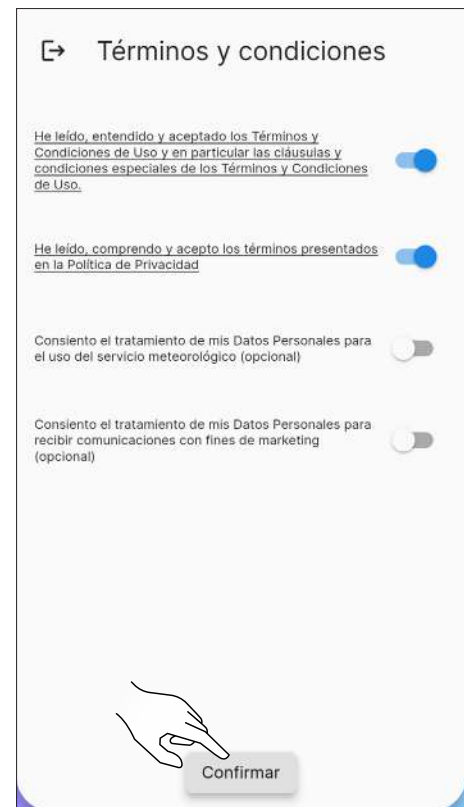 Términos y condiciones
He leído, entendido y aceptado los Términos y
Condiciones de Uso y en particular las cláusulas y
condiciones especiales de los Términos y Condiciones
de Uso.
He leído, comprendo y acepto los términos presentados
en la Política de Privacidad
Consiento el tratamiento de mis Datos Personales para
el uso del servicio meteorológico (opcional)
Consiento el tratamiento de mis Datos Personales para
recibir comunicaciones con fines de marketing
(opcional)
Confirmar